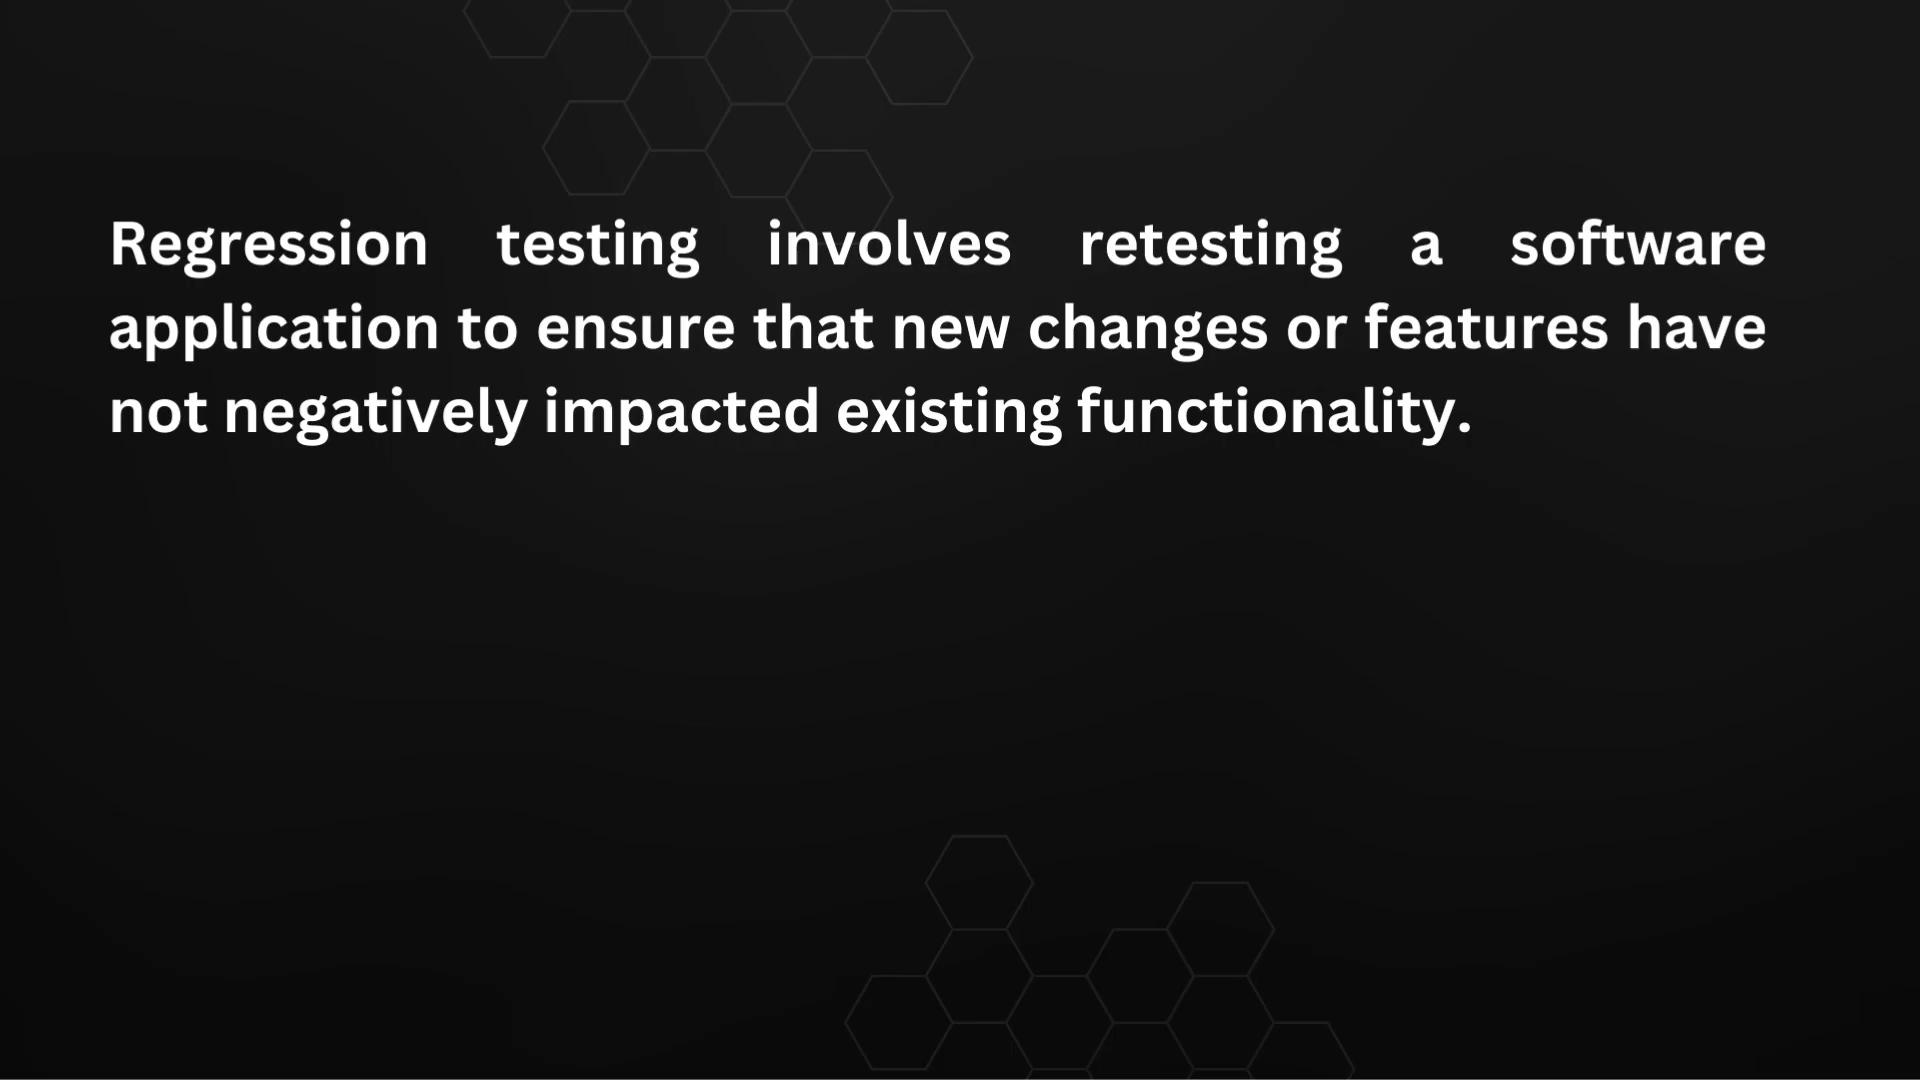 Regression testing involves retesting a software
application to ensure that new changes or features have
not negatively impacted existing functionality.